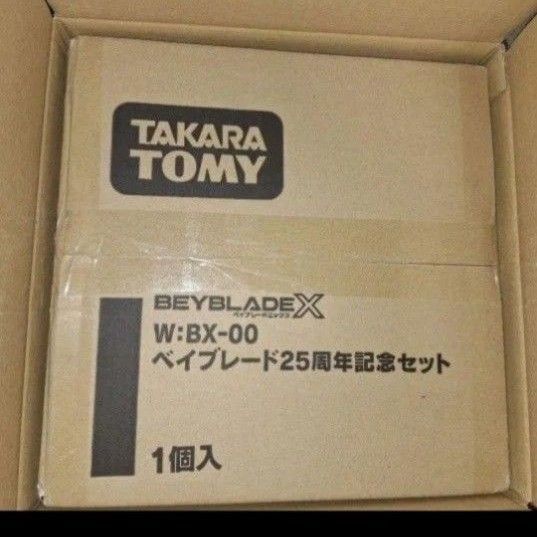 TAKARA
TOMY
BEYBLADE X
ベイブレードエックス
W:BX-00
ベイブレード25周年記念セット
1個入